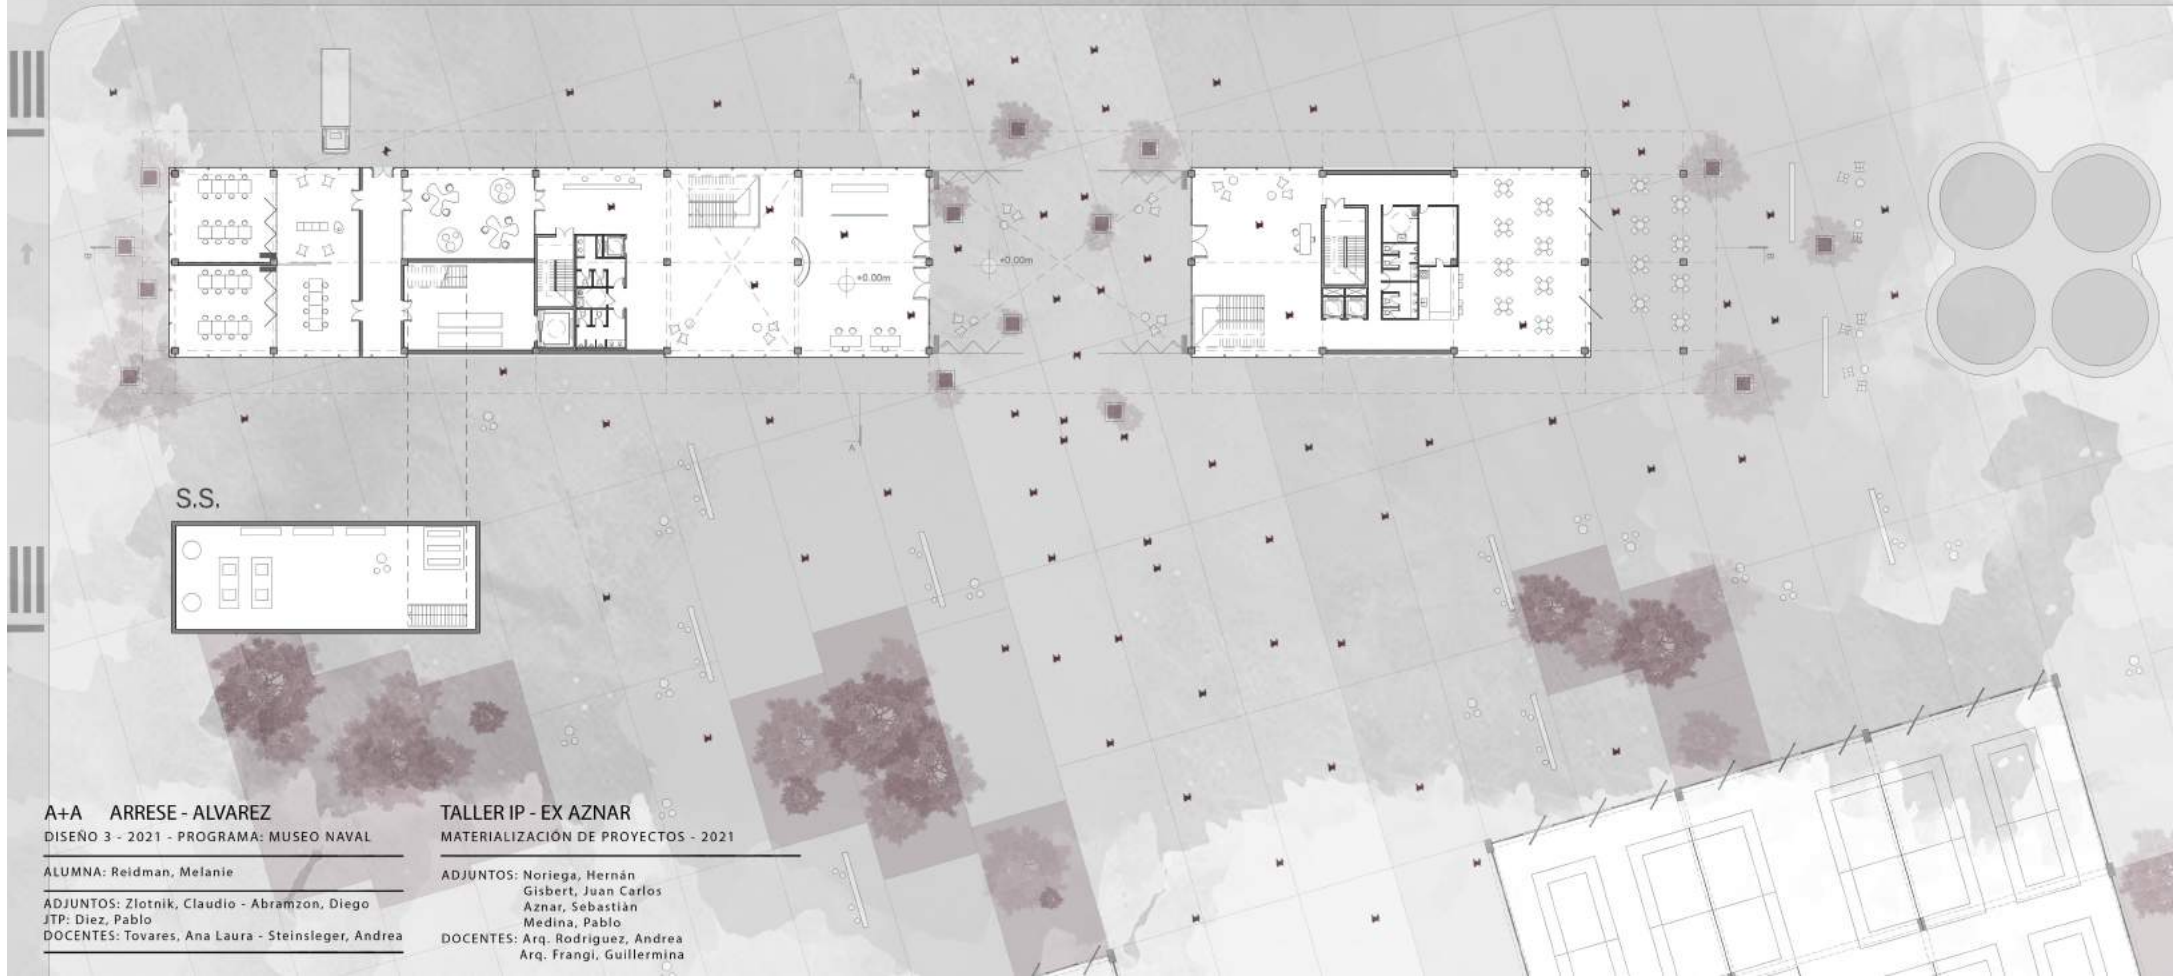 A
B
+0.00m
+0.00m
B
A
S.S.
A+A ARRESE - ALVAREZ
DISEÑO 3 - 2021 - PROGRAMA: MUSEO NAVAL
ALUMNA: Reidman, Melanie
ADJUNTOS: Zlotnik, Claudio - Abramzon, Diego
JTP: Diez, Pablo
DOCENTES: Tovares, Ana Laura - Steinsleger, Andrea
TALLER IP - EX AZNAR
MATERIALIZACIÓN DE PROYECTOS - 2021
ADJUNTOS: Noriega, Hernán
Gisbert, Juan Carlos
Aznar, Sebastiàn
Medina, Pablo
DOCENTES: Arq. Rodriguez, Andrea
Arq. Frangi, Guillermina